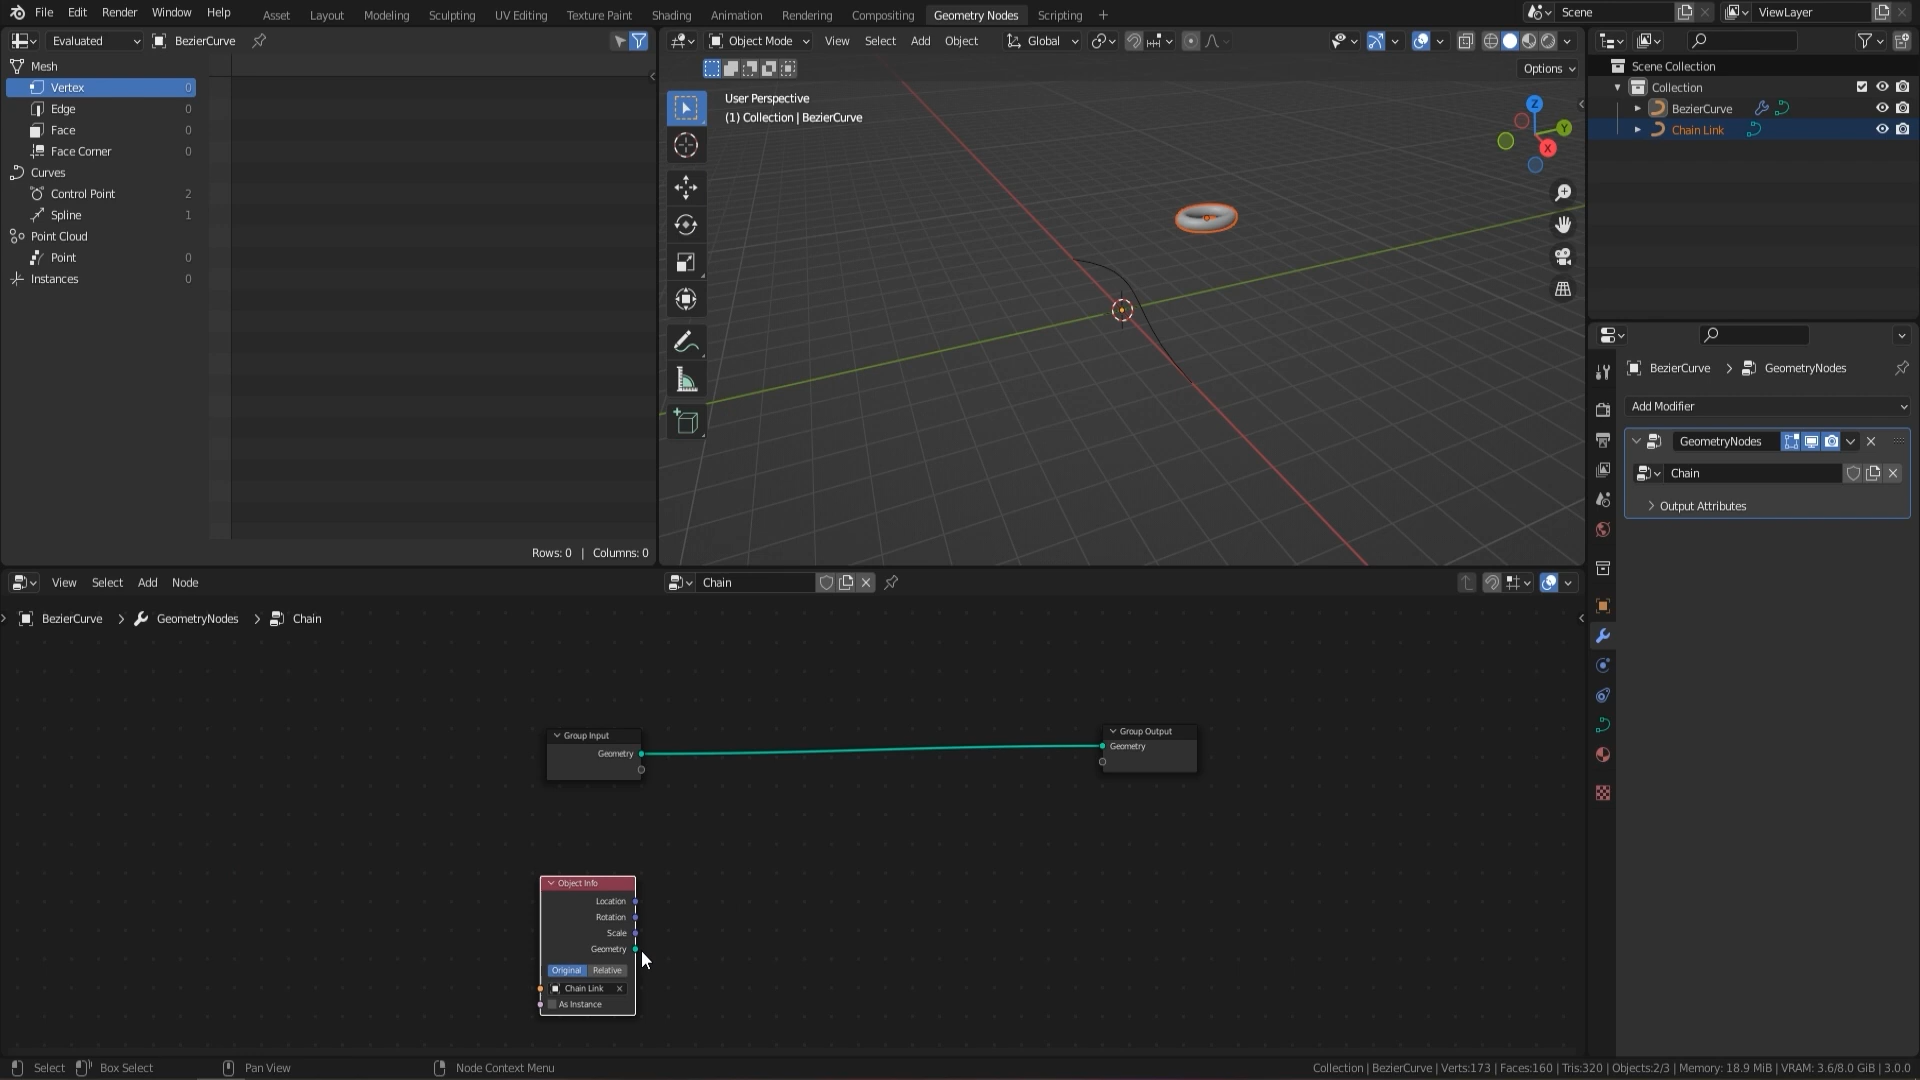 File Edit Render Window Help Asset Layout Modeling Sculpting UV Editing Texture Paint Shading Animation Rendering Compositing Geometry Nodes Scripting + Scene ViewLayer
Evaluated BezierCurve
Object Mode View Select Add Object Global
Options
Mesh
Vertex 0
Edge 0
Face 0
Face Corner 0
Curves
Control Point 2
Spline 1
Point Cloud
Point 0
Instances 0
Rows: 0 | Columns: 0
User Perspective
(1) Collection | BezierCurve
Z
Y
X
Scene Collection
Collection
BezierCurve
Chain Link
BezierCurve > GeometryNodes
Add Modifier
GeometryNodes
Chain
Output Attributes
View Select Add Node Chain
BezierCurve > GeometryNodes > Chain
Group Input
Geometry
Group Output
Geometry
Object Info
Location
Rotation
Scale
Geometry
Original Relative
Chain Link
As Instance
Select Box Select Pan View Node Context Menu Collection | BezierCurve | Verts:173 | Faces:160 | Tris:320 | Objects:2/3 | Memory: 18.9 MiB | VRAM: 3.6/8.0 GiB | 3.0.0